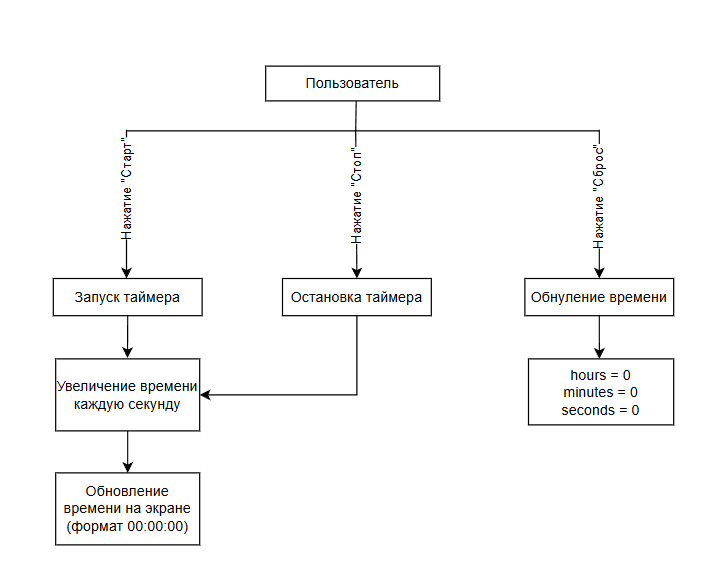 Пользователь
Нажатие "Старт"
Нажатие "Стоп"
Нажатие "Сброс"
Запуск таймера
Остановка таймера
Обнуление времени
Увеличение времени
каждую секунду
hours = 0
minutes = 0
seconds = 0
Обновление
времени на экране
(формат 00:00:00)